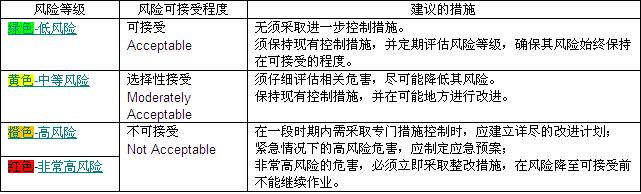 风险等级 风险可接受程度 建议的措施
绿色-低风险 可接受 无须采取进一步控制措施。
Acceptable 须保持现有控制措施，并定期评估风险等级，确保其风险始终保持
在可接受的程度。
黄色-中等风险 选择性接受 须仔细评估相关危害，尽可能降低其风险。
Moderately 保持现有控制措施，并在可能地方进行改进。
Acceptable
橙色-高风险 不可接受 在一段时期内需采取专门措施控制时，应建立详尽的改进计划；
Not Acceptable 紧急情况下的高风险危害，应制定应急预案；
红色-非常高风险 非常高风险的危害，必须立即采取整改措施，在风险降至可接受前
不能继续作业。